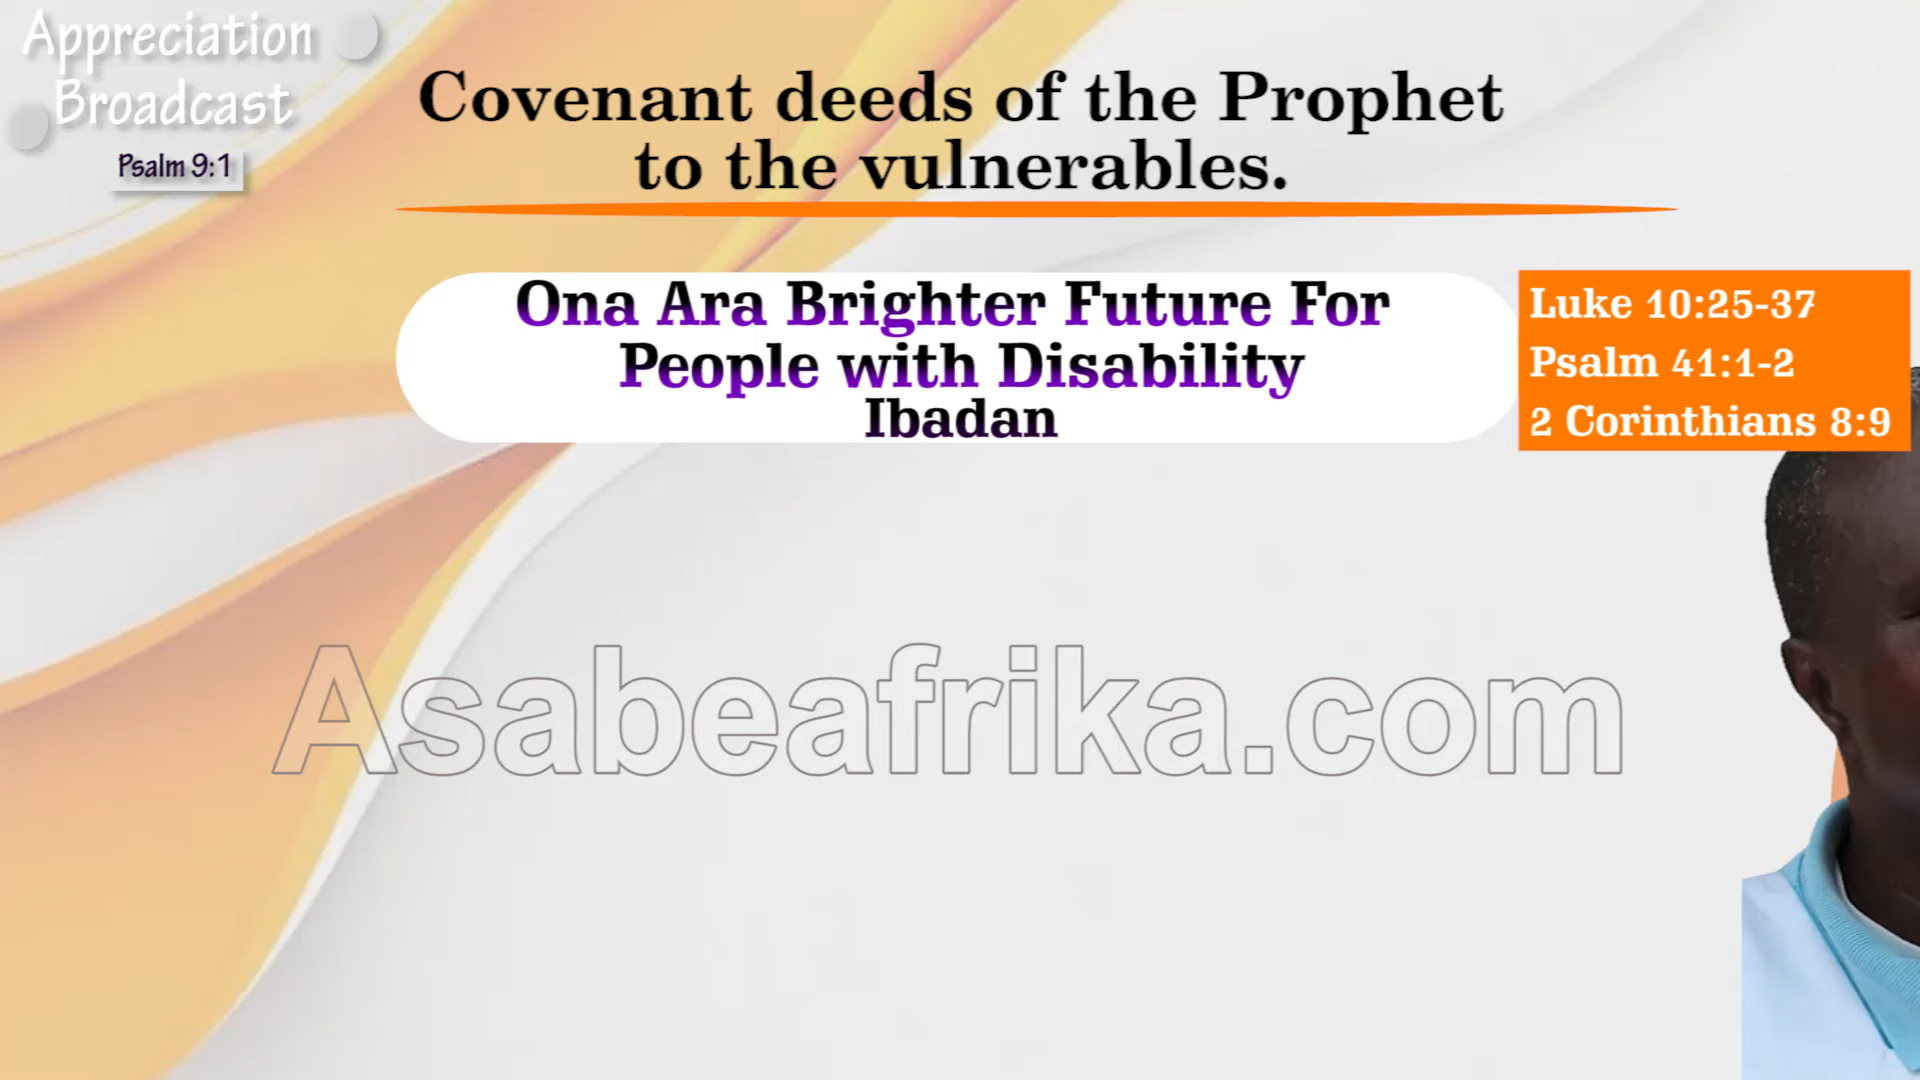 Appreciation
Broadcast
Psalm 9:1
Covenant deeds of the Prophet
to the vulnerables.
Ona Ara Brighter Future For
People with Disability
Ibadan
Luke 10:25-37
Psalm 41:1-2
2 Corinthians 8:9
Asabeafrika.com